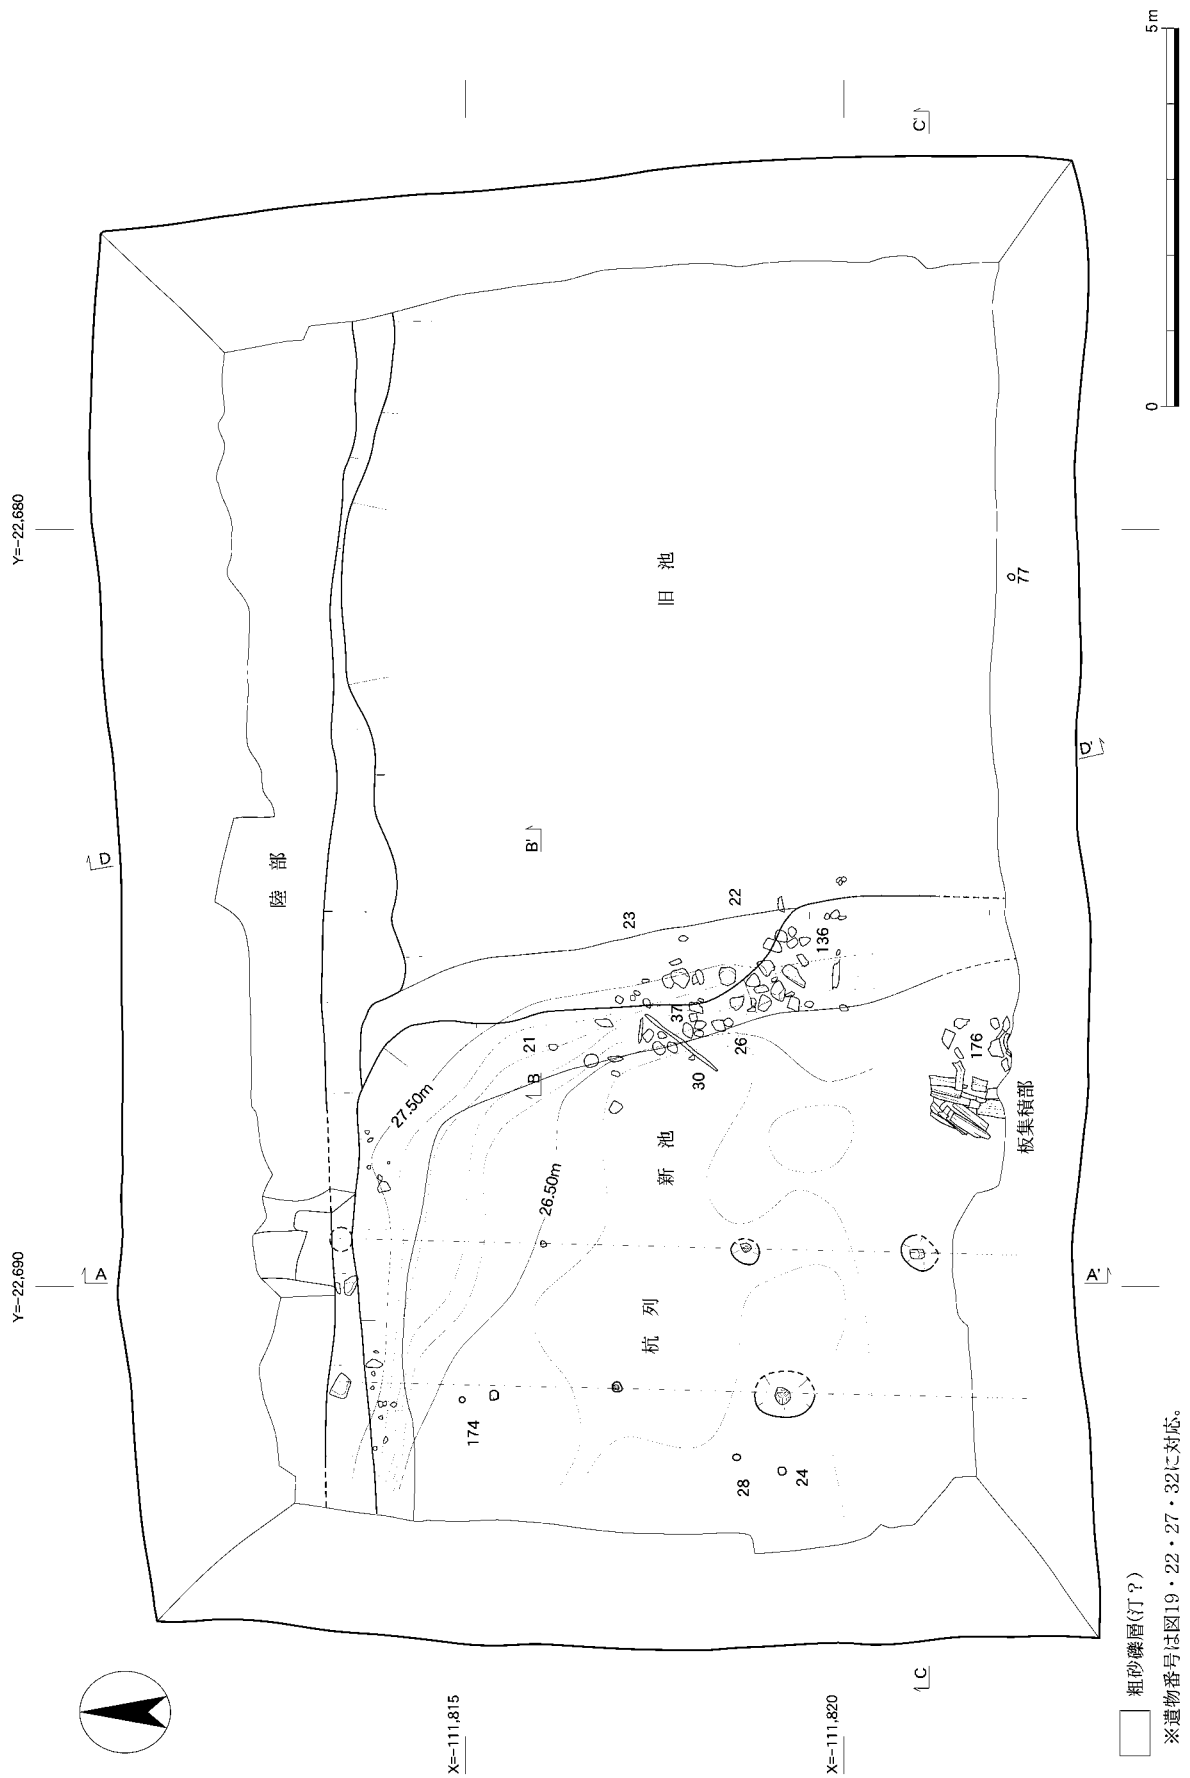 Y=-22,690
Y=-22,680
X=-111,815
X=-111,820
A
A'
B
B'
C
C'
D
D'
陸 部
旧 池
新 池
杭 列
板集積部
27.50m
26.50m
21
23
22
136
37
26
30
176
77
174
28
24
0
5m
粗砂礫層(汀？)
※遺物番号は図19・22・27・32に対応。